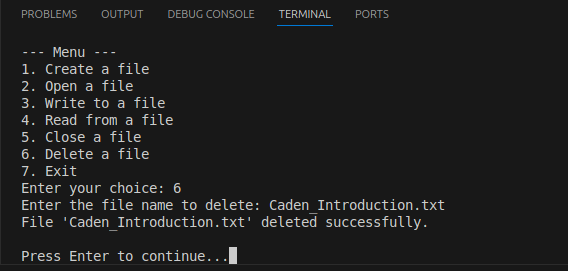 PROBLEMS OUTPUT DEBUG CONSOLE TERMINAL PORTS
--- Menu ---
1. Create a file
2. Open a file
3. Write to a file
4. Read from a file
5. Close a file
6. Delete a file
7. Exit
Enter your choice: 6
Enter the file name to delete: Caden_Introduction.txt
File 'Caden_Introduction.txt' deleted successfully.
Press Enter to continue...